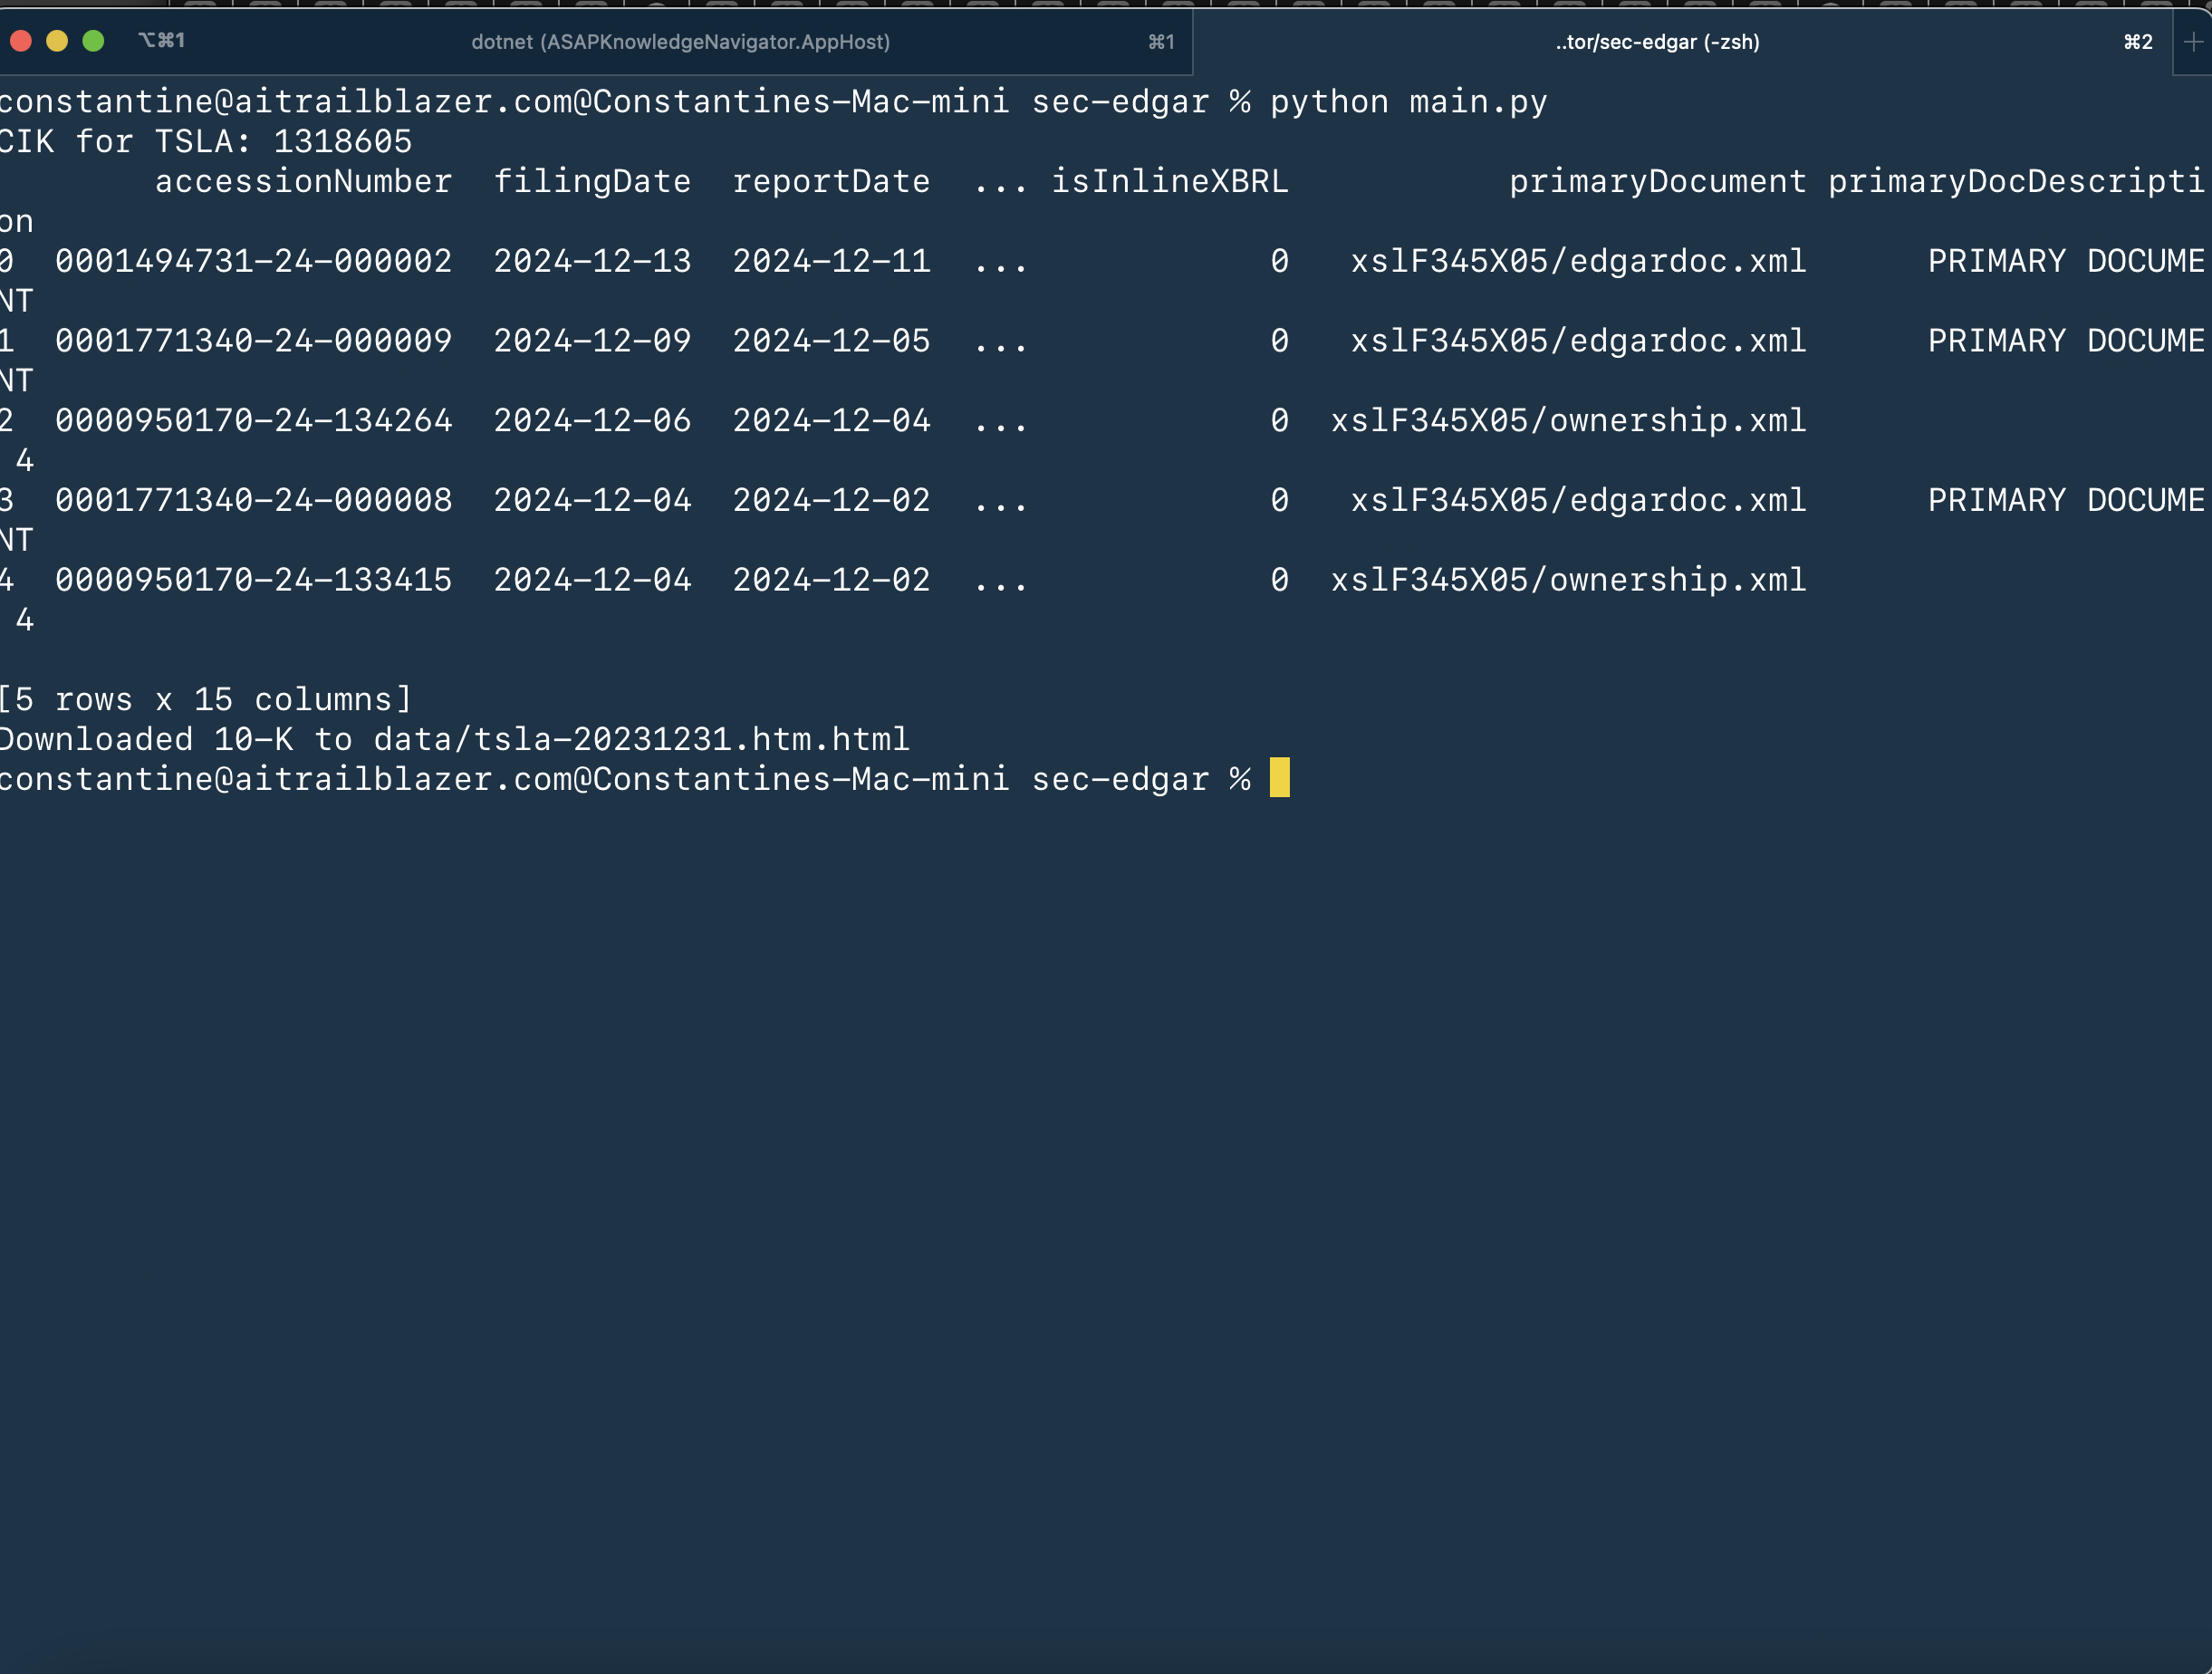 ⌥⌘1 dotnet (ASAPKnowledgeNavigator.AppHost) ⌘1 ..tor/sec-edgar (-zsh) ⌘2 +
constantine@aitrailblazer.com@Constantines-Mac-mini sec-edgar % python main.py
CIK for TSLA: 1318605
accessionNumber filingDate reportDate ... isInlineXBRL primaryDocument primaryDocDescripti
on
0 0001494731-24-000002 2024-12-13 2024-12-11 ... 0 xslF345X05/edgardoc.xml PRIMARY DOCUME
NT
1 0001771340-24-000009 2024-12-09 2024-12-05 ... 0 xslF345X05/edgardoc.xml PRIMARY DOCUME
NT
2 0000950170-24-134264 2024-12-06 2024-12-04 ... 0 xslF345X05/ownership.xml
4
3 0001771340-24-000008 2024-12-04 2024-12-02 ... 0 xslF345X05/edgardoc.xml PRIMARY DOCUME
NT
4 0000950170-24-133415 2024-12-04 2024-12-02 ... 0 xslF345X05/ownership.xml
4
[5 rows x 15 columns]
Downloaded 10-K to data/tsla-20231231.htm.html
constantine@aitrailblazer.com@Constantines-Mac-mini sec-edgar %